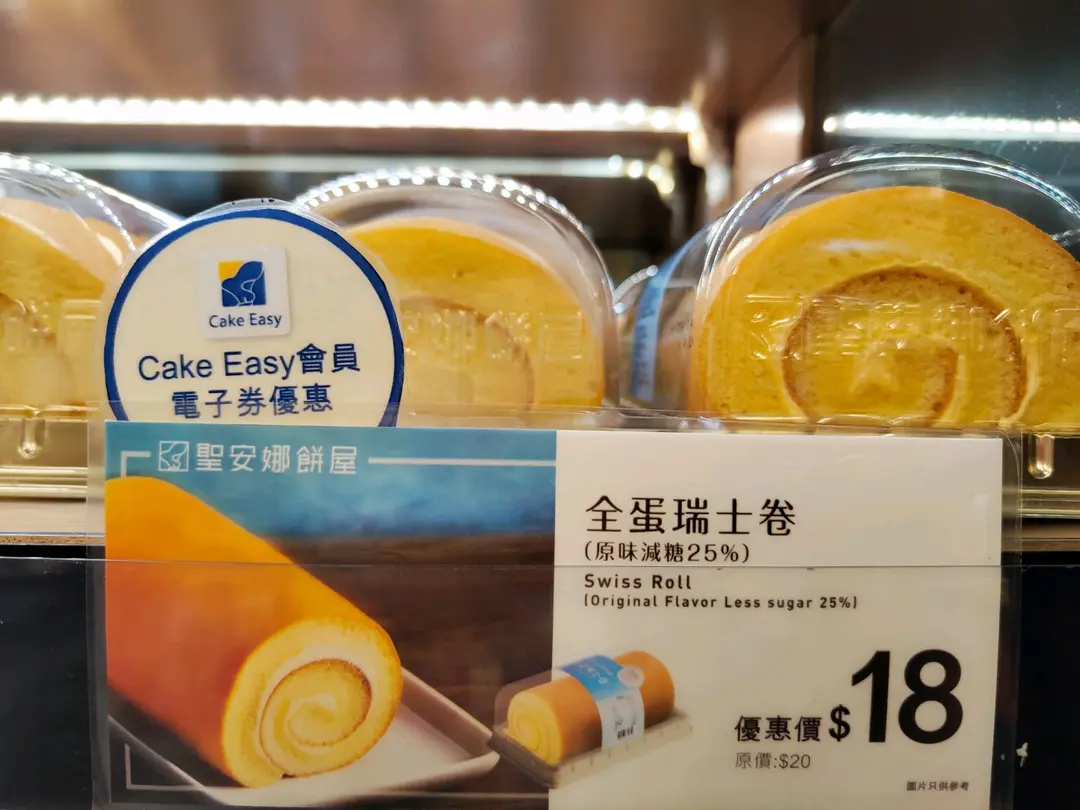 Cake Easy
Cake Easy會員
電子券優惠
聖安娜餅屋
全蛋瑞士卷
(原味減糖25%)
Swiss Roll
(Original Flavor Less sugar 25%)
優惠價$18
原價:$20
圖片只供參考